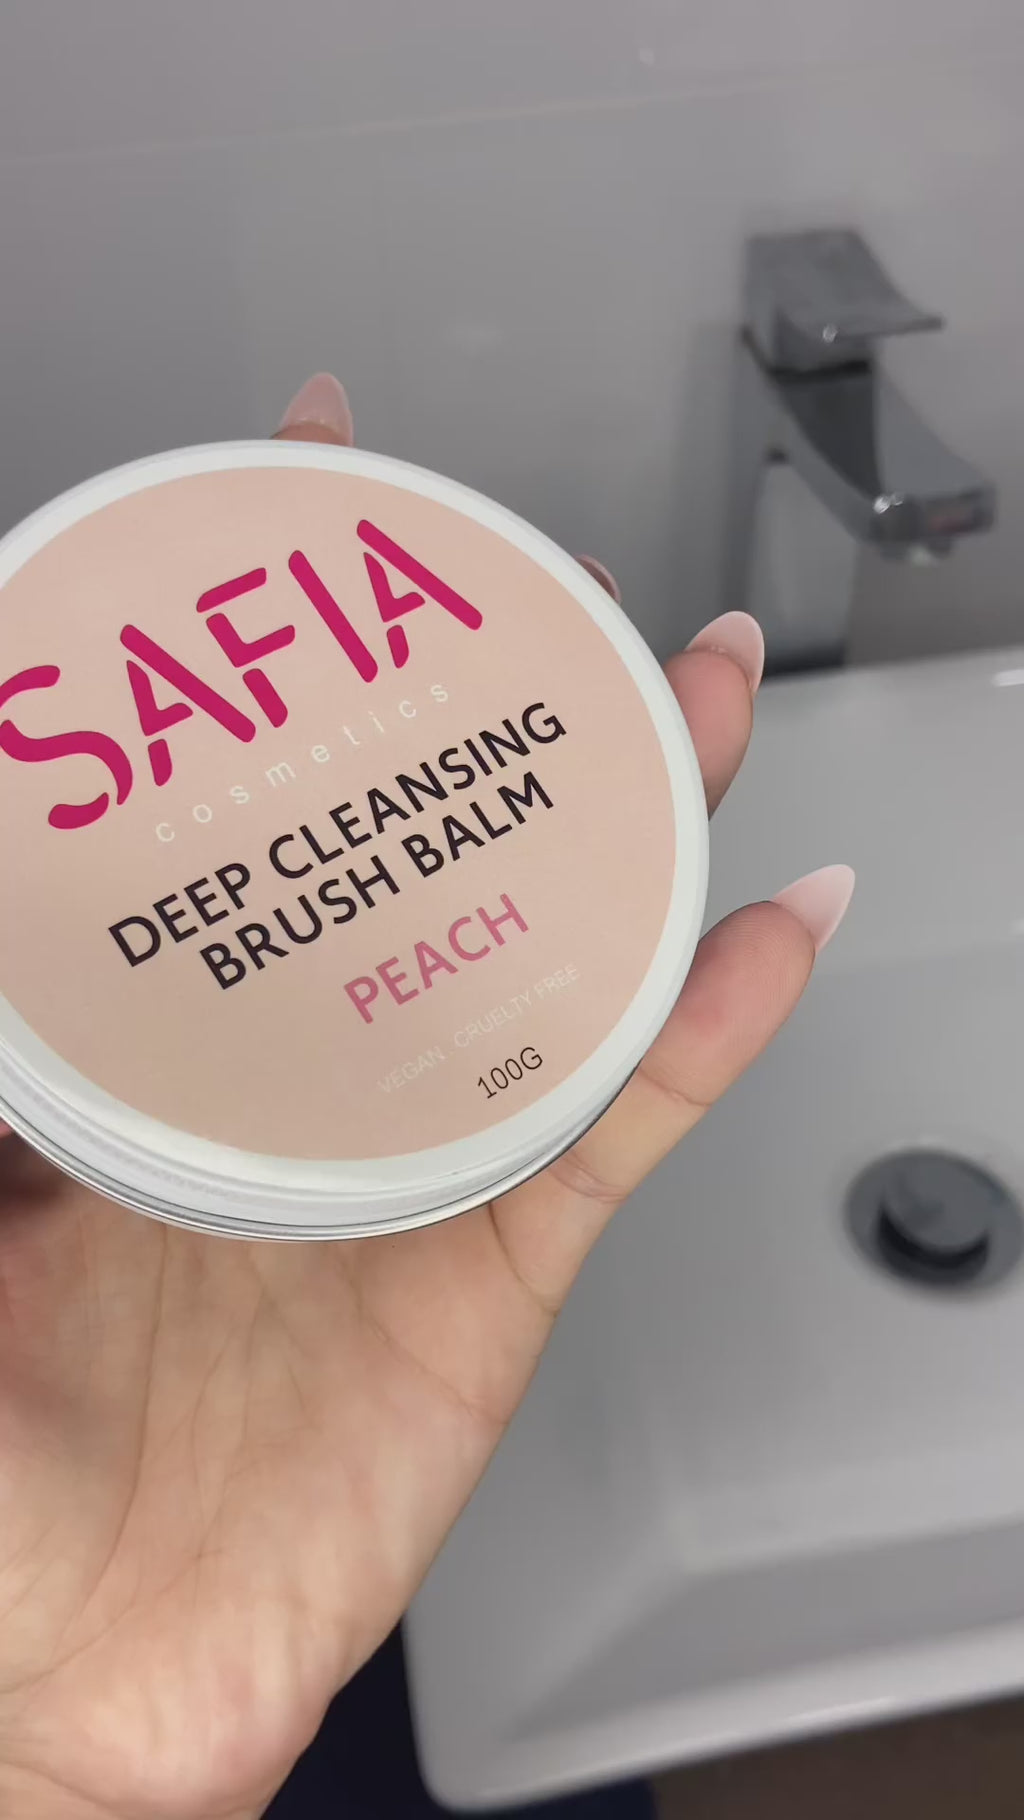 SAFIA
cosmetics
DEEP CLEANSING
BRUSH BALM
PEACH
VEGAN . CRUELTY FREE
100G